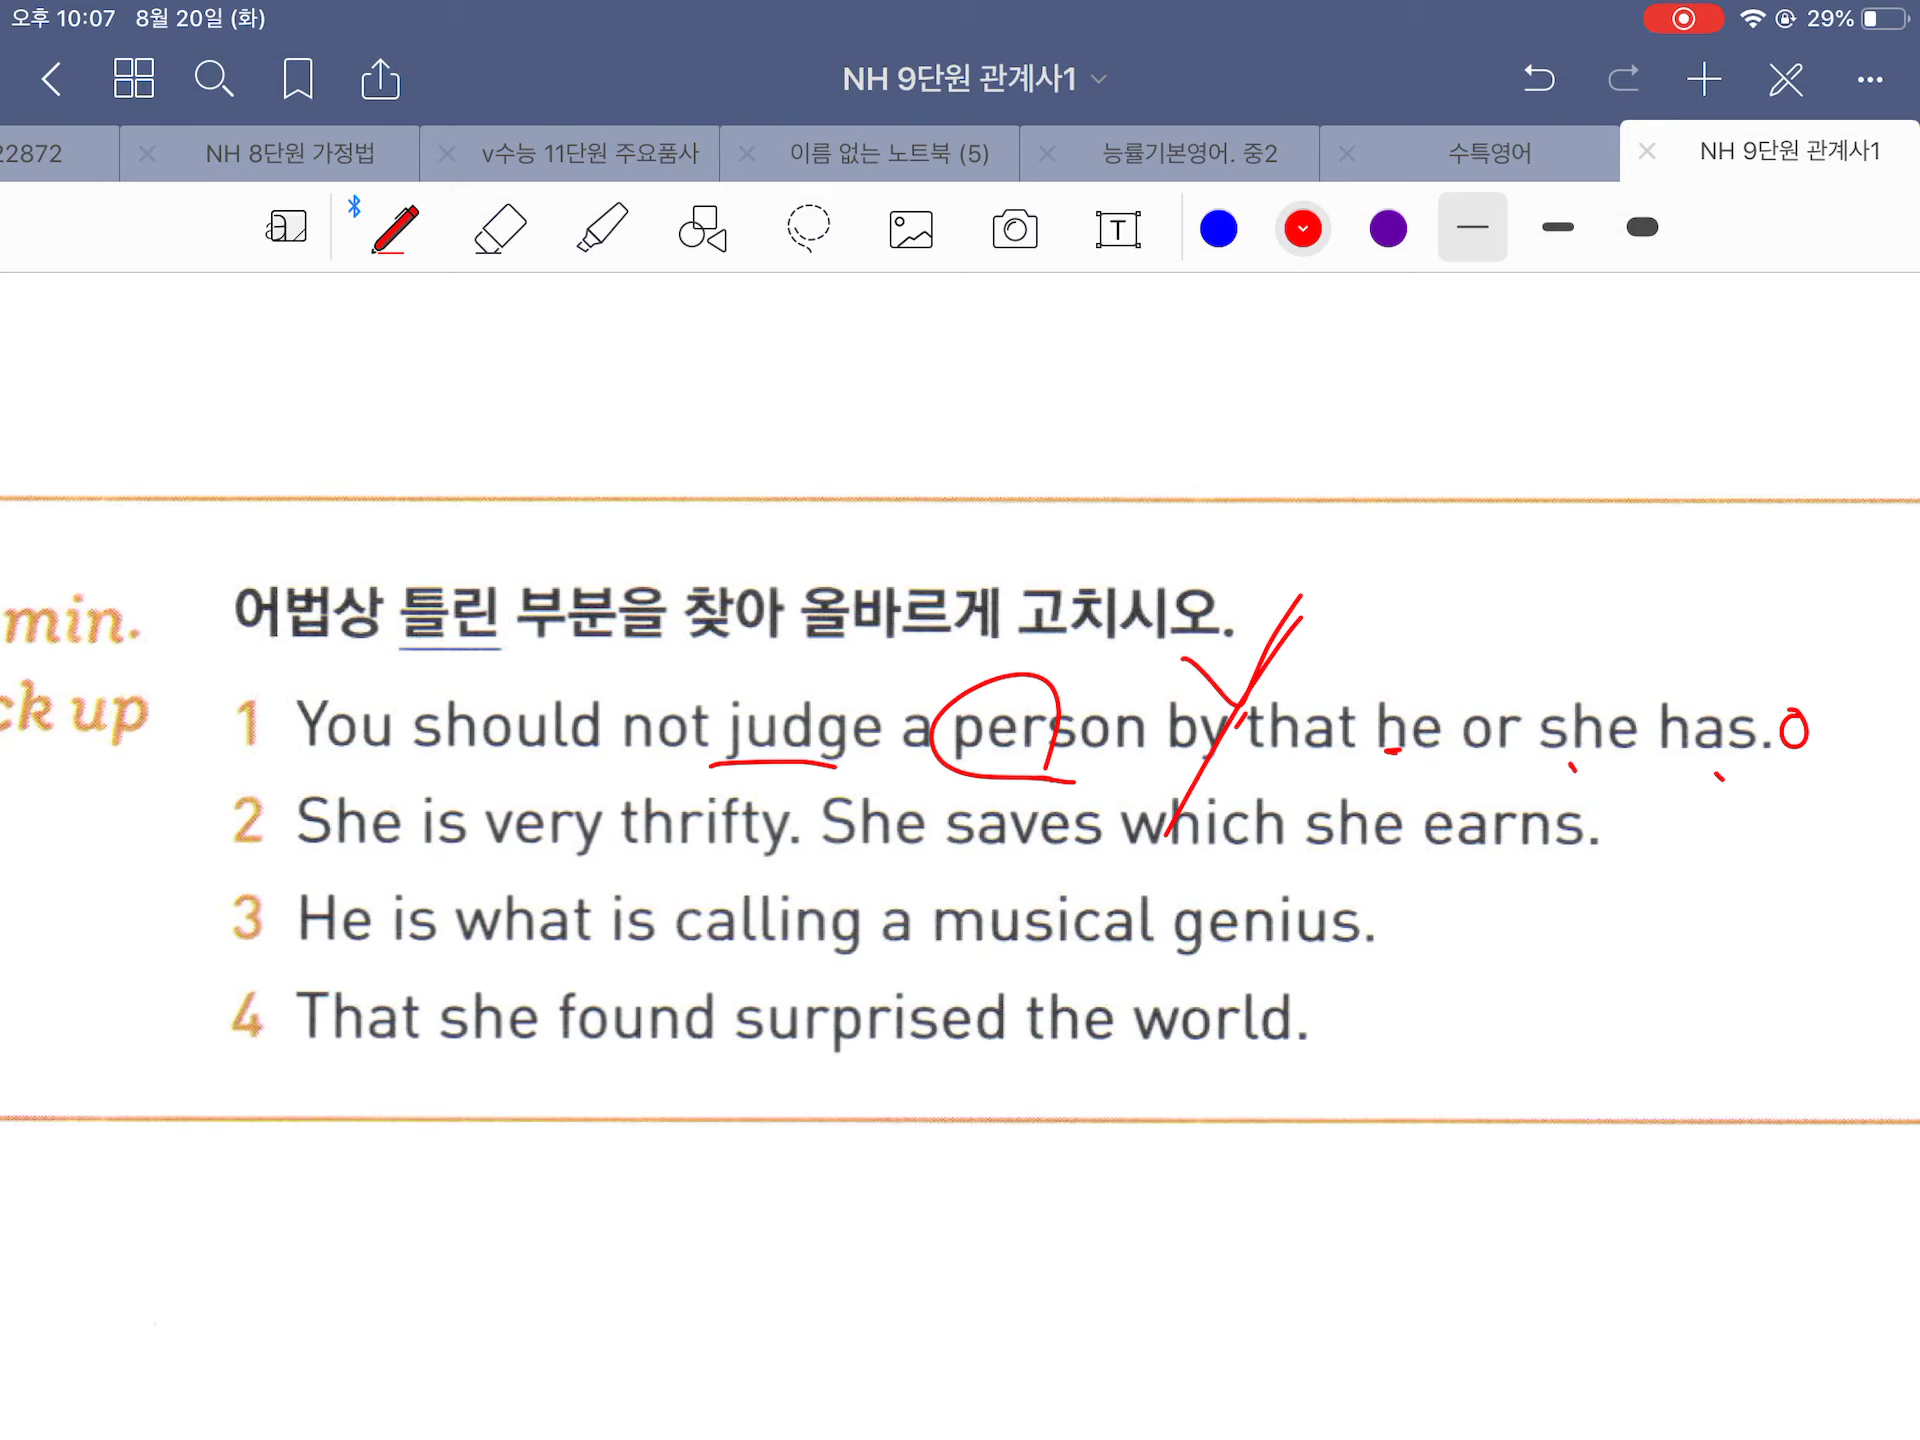 오후 10:07 8월 20일 (화) 29%
NH 9단원 관계사1
22872 NH 8단원 가정법 v수능 11단원 주요품사 이름 없는 노트북 (5) 능률기본영어. 중2 수특영어 NH 9단원 관계사1
T
min. 어법상 틀린 부분을 찾아 올바르게 고치시오.
ck up 1 You should not judge a person by that he or she has. O
2 She is very thrifty. She saves which she earns.
3 He is what is calling a musical genius.
4 That she found surprised the world.